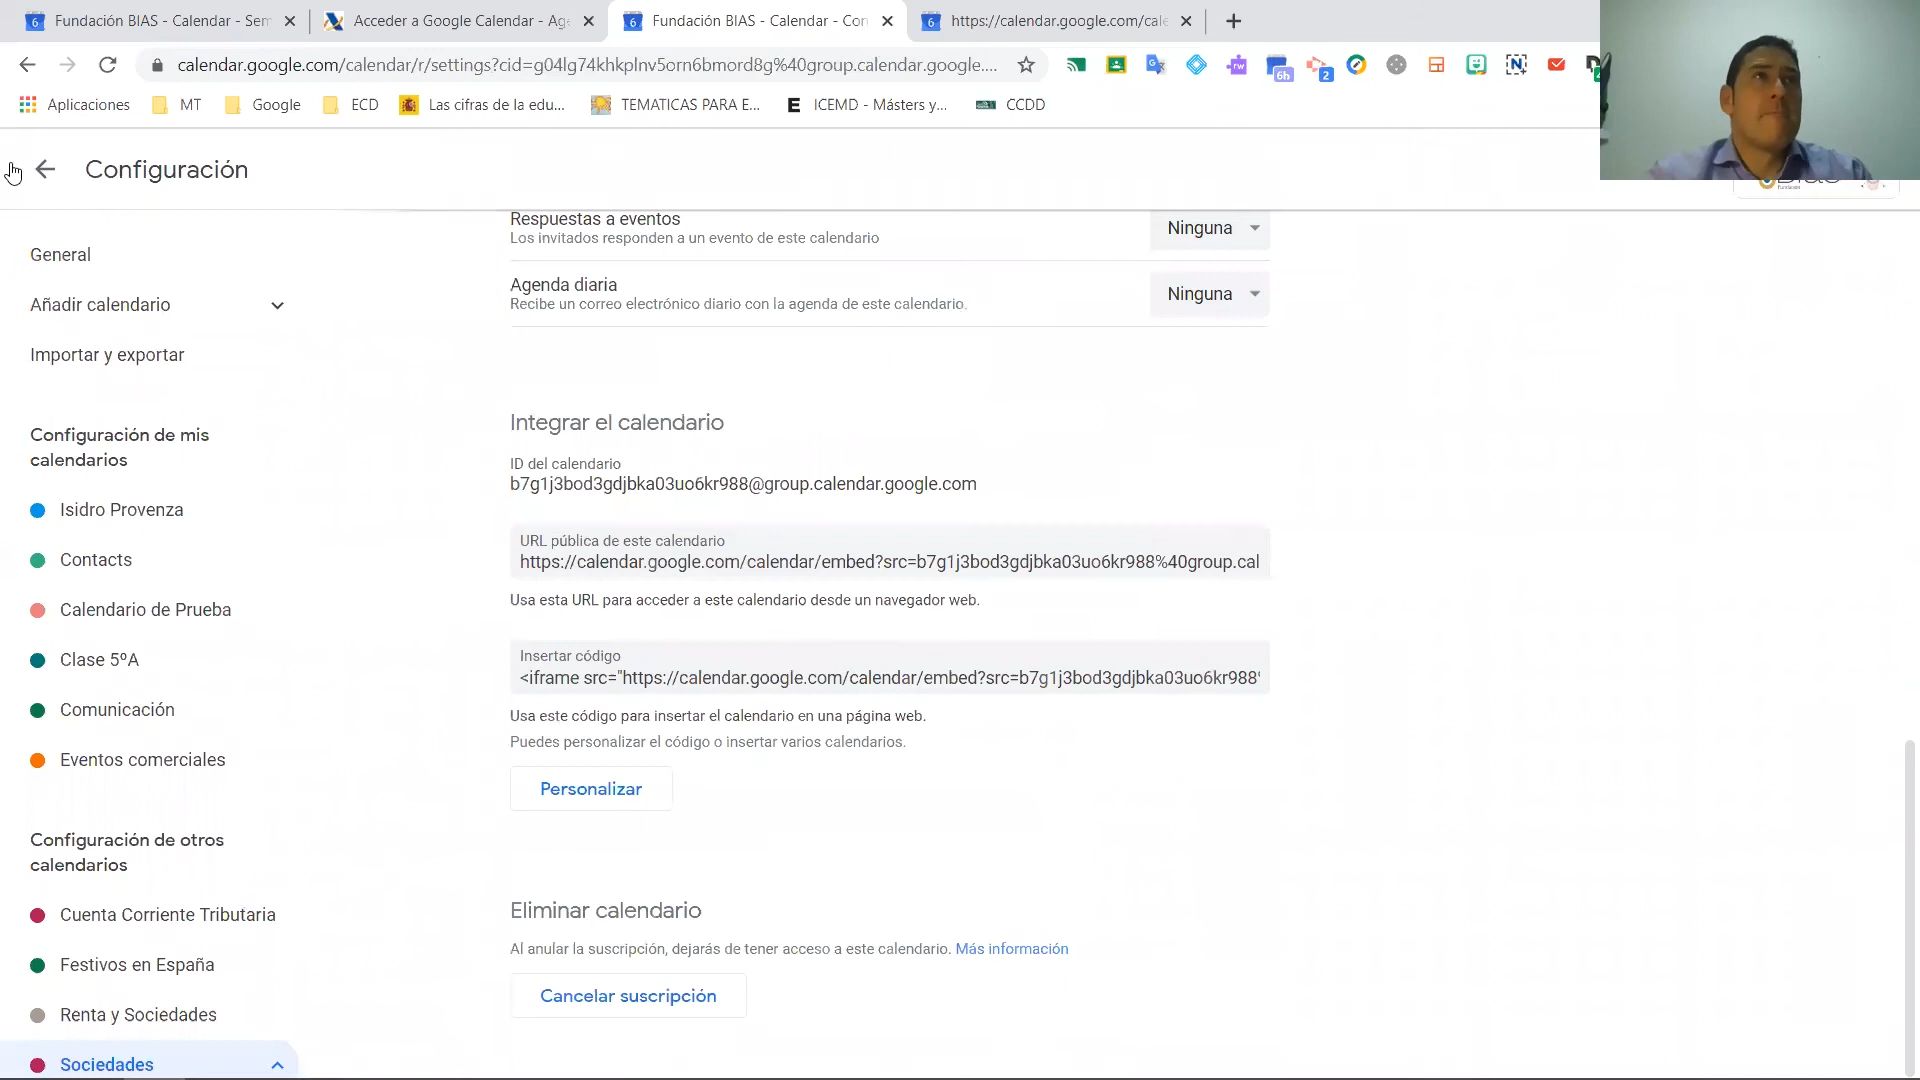 Fundación BIAS - Calendar - Sem
Acceder a Google Calendar - Age
Fundación BIAS - Calendar - Con
https://calendar.google.com/cale
calendar.google.com/calendar/r/settings?cid=g04lg74khkplnv5orn6bmord8g%40group.calendar.google....
Aplicaciones
MT
Google
ECD
Las cifras de la edu...
TEMATICAS PARA E...
ICEMD - Másters y...
CCDD
Configuración
General
Añadir calendario
Importar y exportar
Configuración de mis
calendarios
Isidro Provenza
Contacts
Calendario de Prueba
Clase 5ºA
Comunicación
Eventos comerciales
Configuración de otros
calendarios
Cuenta Corriente Tributaria
Festivos en España
Renta y Sociedades
Sociedades
Respuestas a eventos
Los invitados responden a un evento de este calendario
Ninguna
Agenda diaria
Recibe un correo electrónico diario con la agenda de este calendario.
Ninguna
Integrar el calendario
ID del calendario
b7g1j3bod3gdjbka03uo6kr988@group.calendar.google.com
URL pública de este calendario
https://calendar.google.com/calendar/embed?src=b7g1j3bod3gdjbka03uo6kr988%40group.cal
Usa esta URL para acceder a este calendario desde un navegador web.
Insertar código
<iframe src="https://calendar.google.com/calendar/embed?src=b7g1j3bod3gdjbka03uo6kr988%
Usa este código para insertar el calendario en una página web.
Puedes personalizar el código o insertar varios calendarios.
Personalizar
Eliminar calendario
Al anular la suscripción, dejarás de tener acceso a este calendario. Más información
Cancelar suscripción